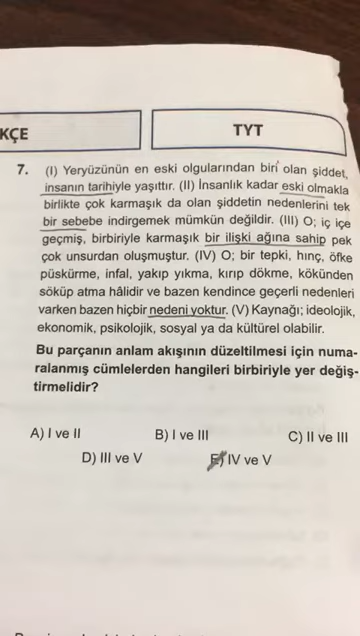 KÇE
TYT
7. (I) Yeryüzünün en eski olgularından biri olan şiddet,
insanın tarihiyle yaşıttır. (II) İnsanlık kadar eski olmakla
birlikte çok karmaşık da olan şiddetin nedenlerini tek
bir sebebe indirgemek mümkün değildir. (III) O; iç içe
geçmiş, birbiriyle karmaşık bir ilişki ağına sahip pek
çok unsurdan oluşmuştur. (IV) O; bir tepki, hınç, öfke
püskürme, infal, yakıp yıkma, kırıp dökme, kökünden
söküp atma hâlidir ve bazen kendince geçerli nedenleri
varken bazen hiçbir nedeni yoktur. (V) Kaynağı; ideolojik,
ekonomik, psikolojik, sosyal ya da kültürel olabilir.
Bu parçanın anlam akışının düzeltilmesi için numa-
ralanmış cümlelerden hangileri birbiriyle yer değiş-
tirmelidir?
A) I ve II B) I ve III C) II ve III
D) III ve V E) IV ve V